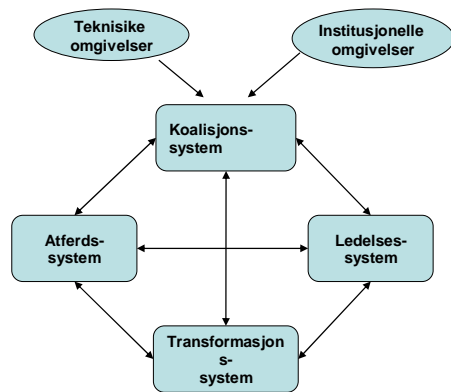 Teknisike
omgivelser
Institusjonelle
omgivelser
Koalisjons-
system
Atferds-
system
Ledelses-
system
Transformasjon
s-
system